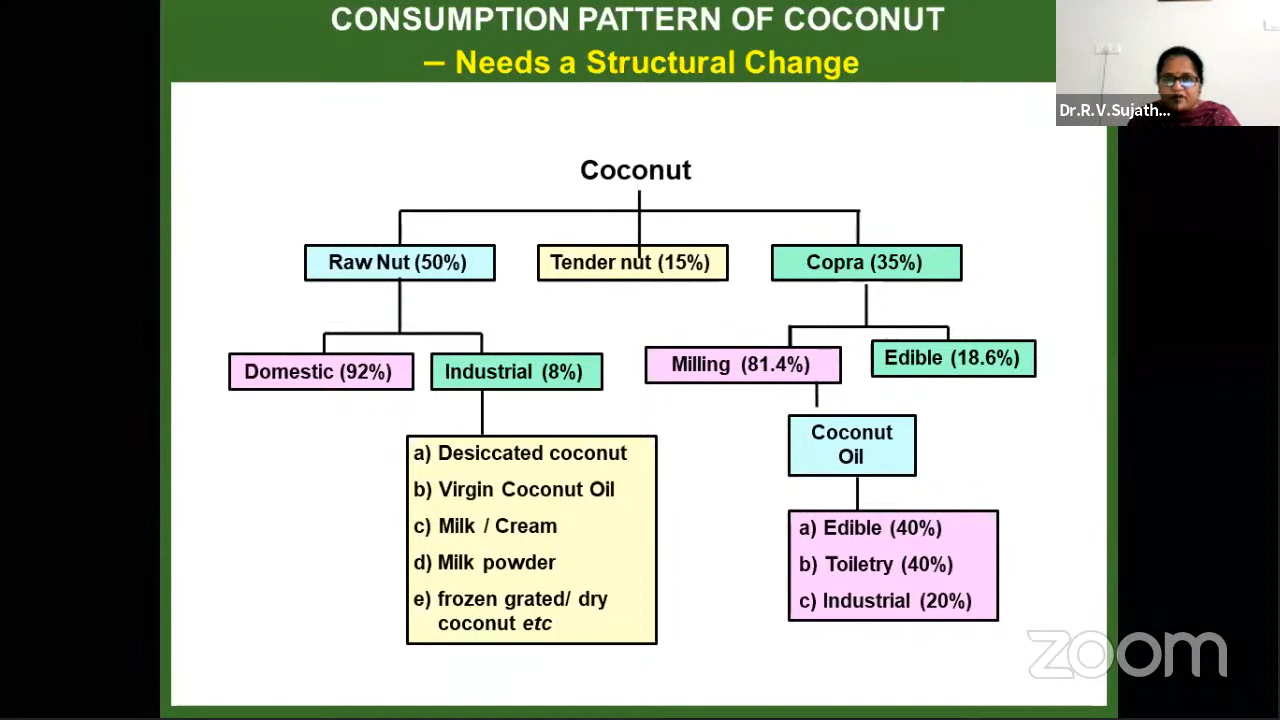 CONSUMPTION PATTERN OF COCONUT
– Needs a Structural Change
Dr.R.V.Sujath...
Coconut
Raw Nut (50%)
Tender nut (15%)
Copra (35%)
Domestic (92%)
Industrial (8%)
Milling (81.4%)
Edible (18.6%)
a) Desiccated coconut
b) Virgin Coconut Oil
c) Milk / Cream
d) Milk powder
e) frozen grated/ dry
coconut etc
Coconut
Oil
a) Edible (40%)
b) Toiletry (40%)
c) Industrial (20%)
zoom